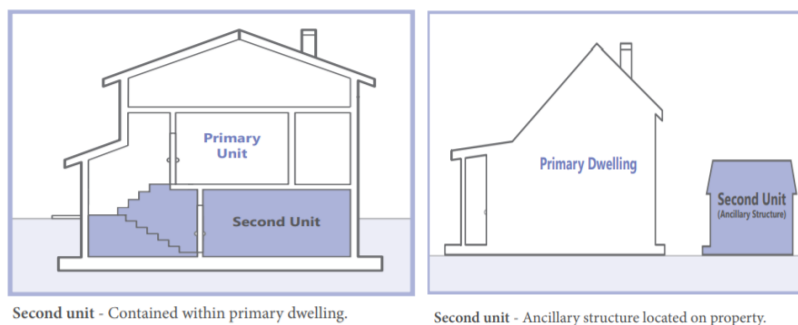 Primary
Unit
Second Unit
Second unit - Contained within primary dwelling.
Primary Dwelling
Second Unit
(Ancillary Structure)
Second unit - Ancillary structure located on property.